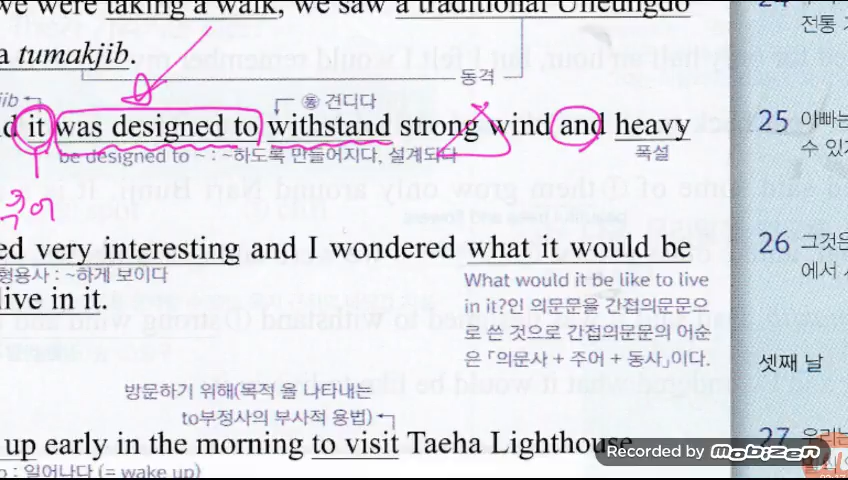 we were taking a walk, we saw a traditional Ulleungdo
전통
a tumakjib.
동격
견디다
it was designed to withstand strong wind and heavy
be designed to ~ : ~하도록 만들어지다, 설계되다
폭설
25 아빠는
수 있
주어
very interesting and I wondered what it would be
26 그것은
에서
형용사 : ~하게 보이다
What would it be like to live
live in it.
in it?인 의문문을 간접의문문으
로 쓴 것으로 간접의문문의 어순
은 「의문사 + 주어 + 동사」이다.
셋째 날
방문하기 위해(목적을 나타내는
to부정사의 부사적 용법)
up early in the morning to visit Taeha Lighthouse
27 우리는
: 일어나다 (= wake up)
Recorded by Mobizen